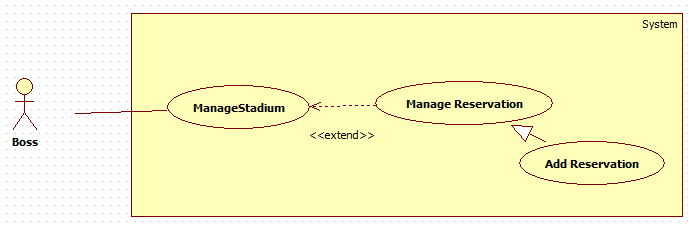 System
ManageStadium
Manage Reservation
<<extend>>
Boss
Add Reservation